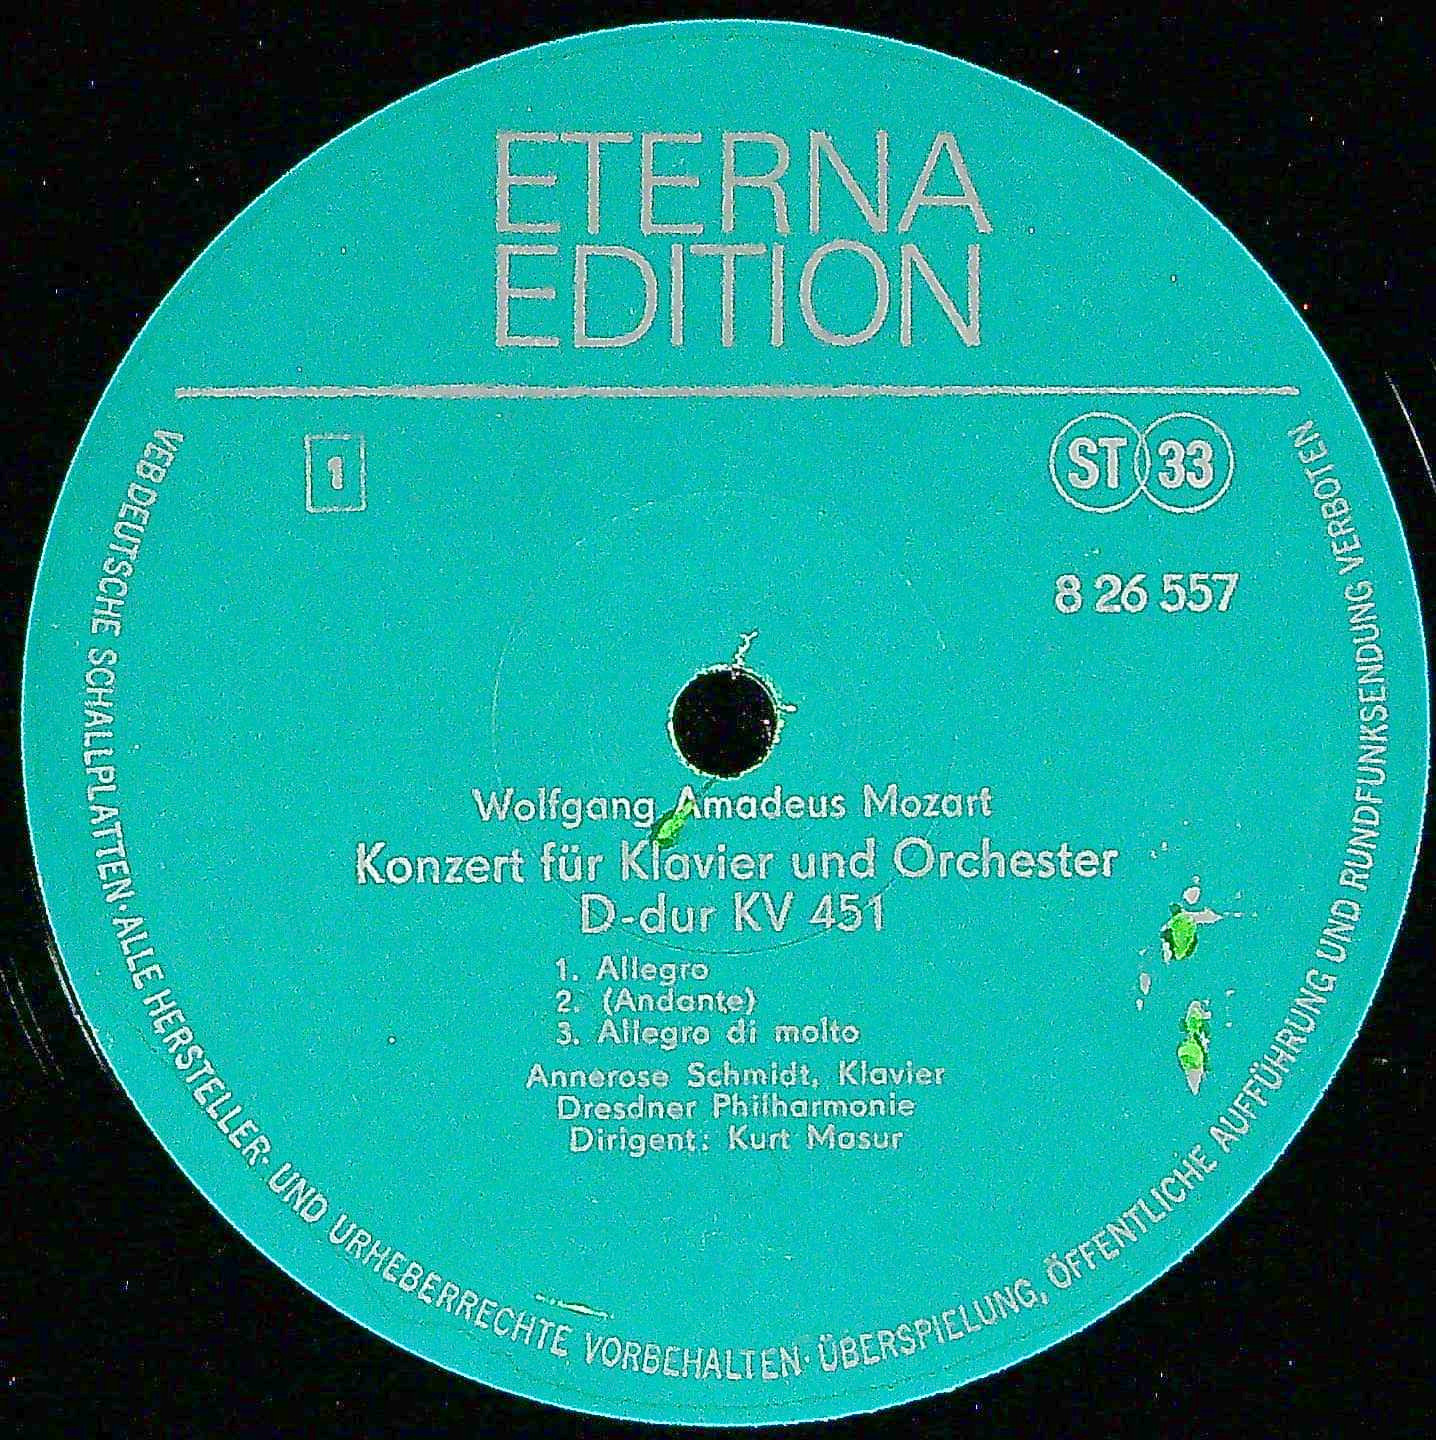 ETERNA
EDITION
1
ST 33
8 26 557
Wolfgang Amadeus Mozart
Konzert für Klavier und Orchester
D-dur KV 451
1. Allegro
2. (Andante)
3. Allegro di molto
Annerose Schmidt, Klavier
Dresdner Philharmonie
Dirigent: Kurt Masur
VEB DEUTSCHE SCHALLPLATTEN · ALLE HERSTELLER- UND URHEBERRECHTE VORBEHALTEN · ÜBERSPIELUNG, ÖFFENTLICHE AUFFÜHRUNG UND RUNDFUNKSENDUNG VERBOTEN